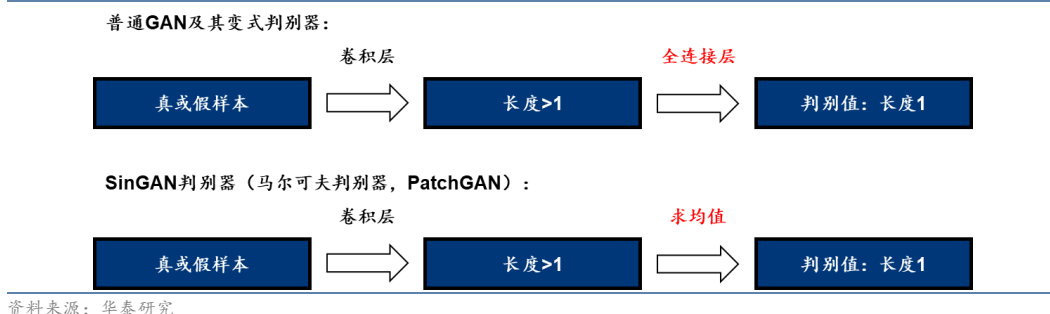 普通GAN及其变式判别器：
卷积层 全连接层
真或假样本 长度>1 判别值：长度1
SinGAN判别器（马尔可夫判别器，PatchGAN）：
卷积层 求均值
真或假样本 长度>1 判别值：长度1
资料来源：华泰研究